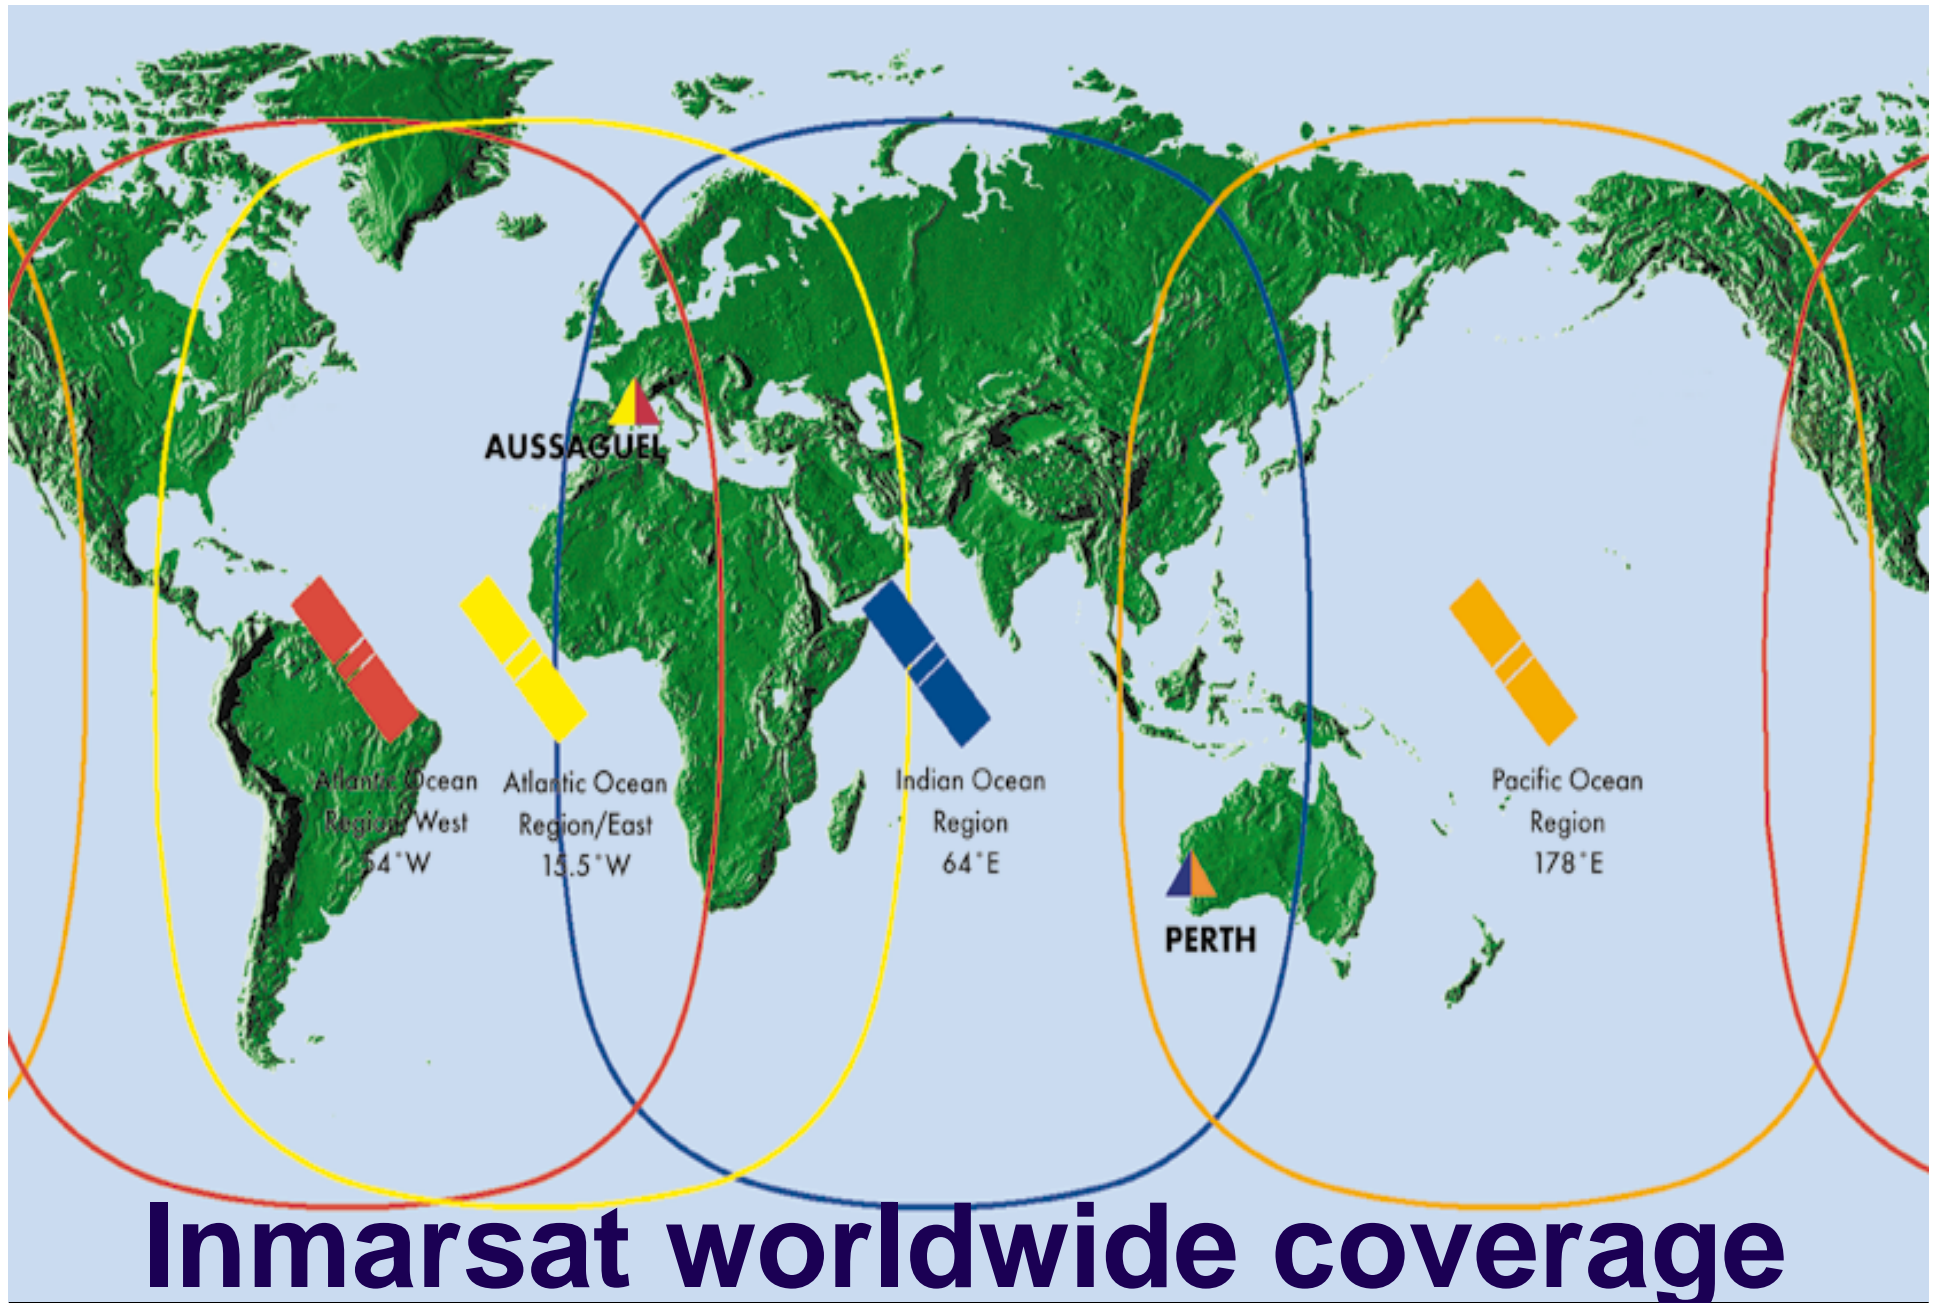 AUSSAGUEL
Atlantic Ocean
Region/West
54°W
Atlantic Ocean
Region/East
15.5°W
Indian Ocean
Region
64°E
Pacific Ocean
Region
178°E
PERTH
Inmarsat worldwide coverage